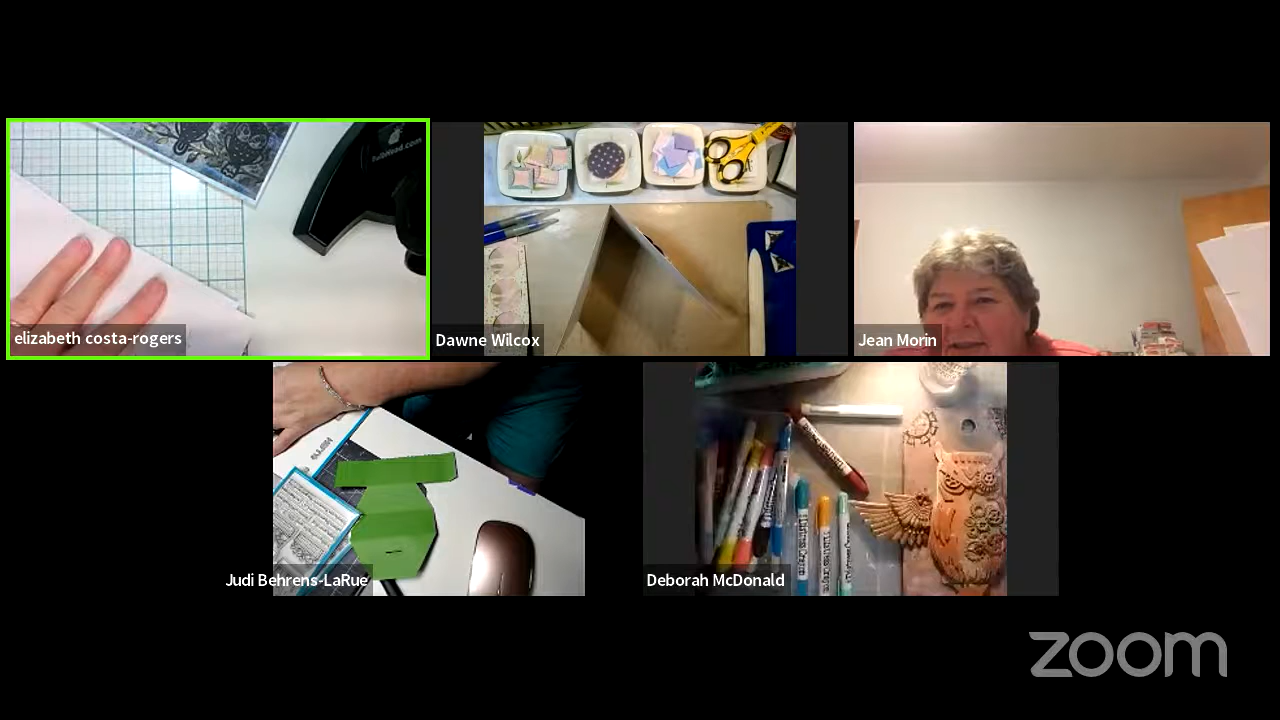 elizabeth costa-rogers
Dawne Wilcox
Jean Morin
Judi Behrens-LaRue
Deborah McDonald
zoom